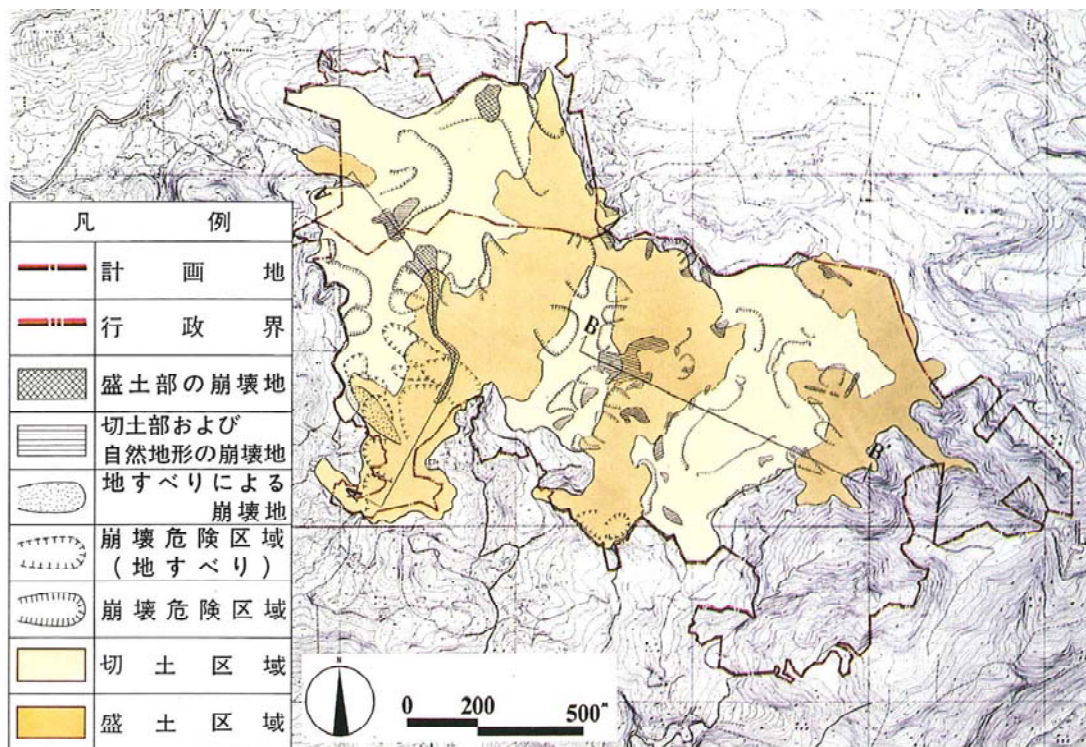 凡例
計画地
行政界
盛土部の崩壊地
切土部および
自然地形の崩壊地
地すべりによる
崩壊地
崩壊危険区域
(地すべり)
崩壊危険区域
切土区域
盛土区域
A
B
B'
N
0 200 500m